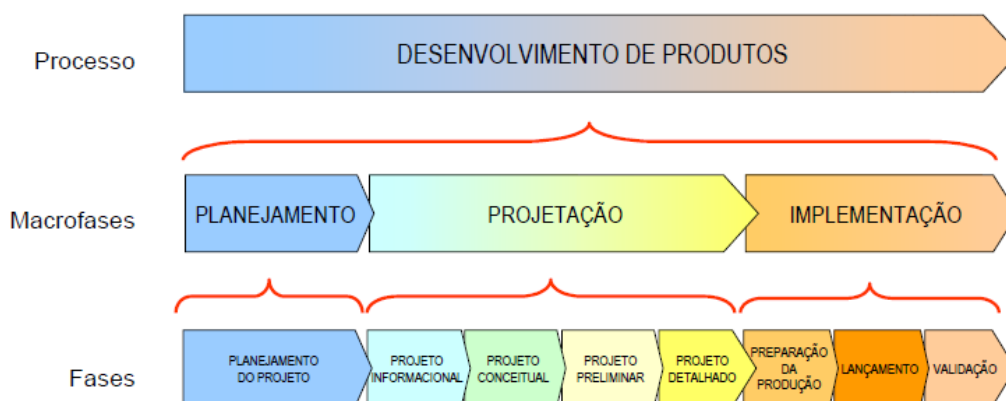 Processo
DESENVOLVIMENTO DE PRODUTOS
Macrofases
PLANEJAMENTO
PROJETAÇÃO
IMPLEMENTAÇÃO
Fases
PLANEJAMENTO
DO PROJETO
PROJETO
INFORMACIONAL
PROJETO
CONCEITUAL
PROJETO
PRELIMINAR
PROJETO
DETALHADO
PREPARAÇÃO
DA
PRODUÇÃO
LANÇAMENTO
VALIDAÇÃO